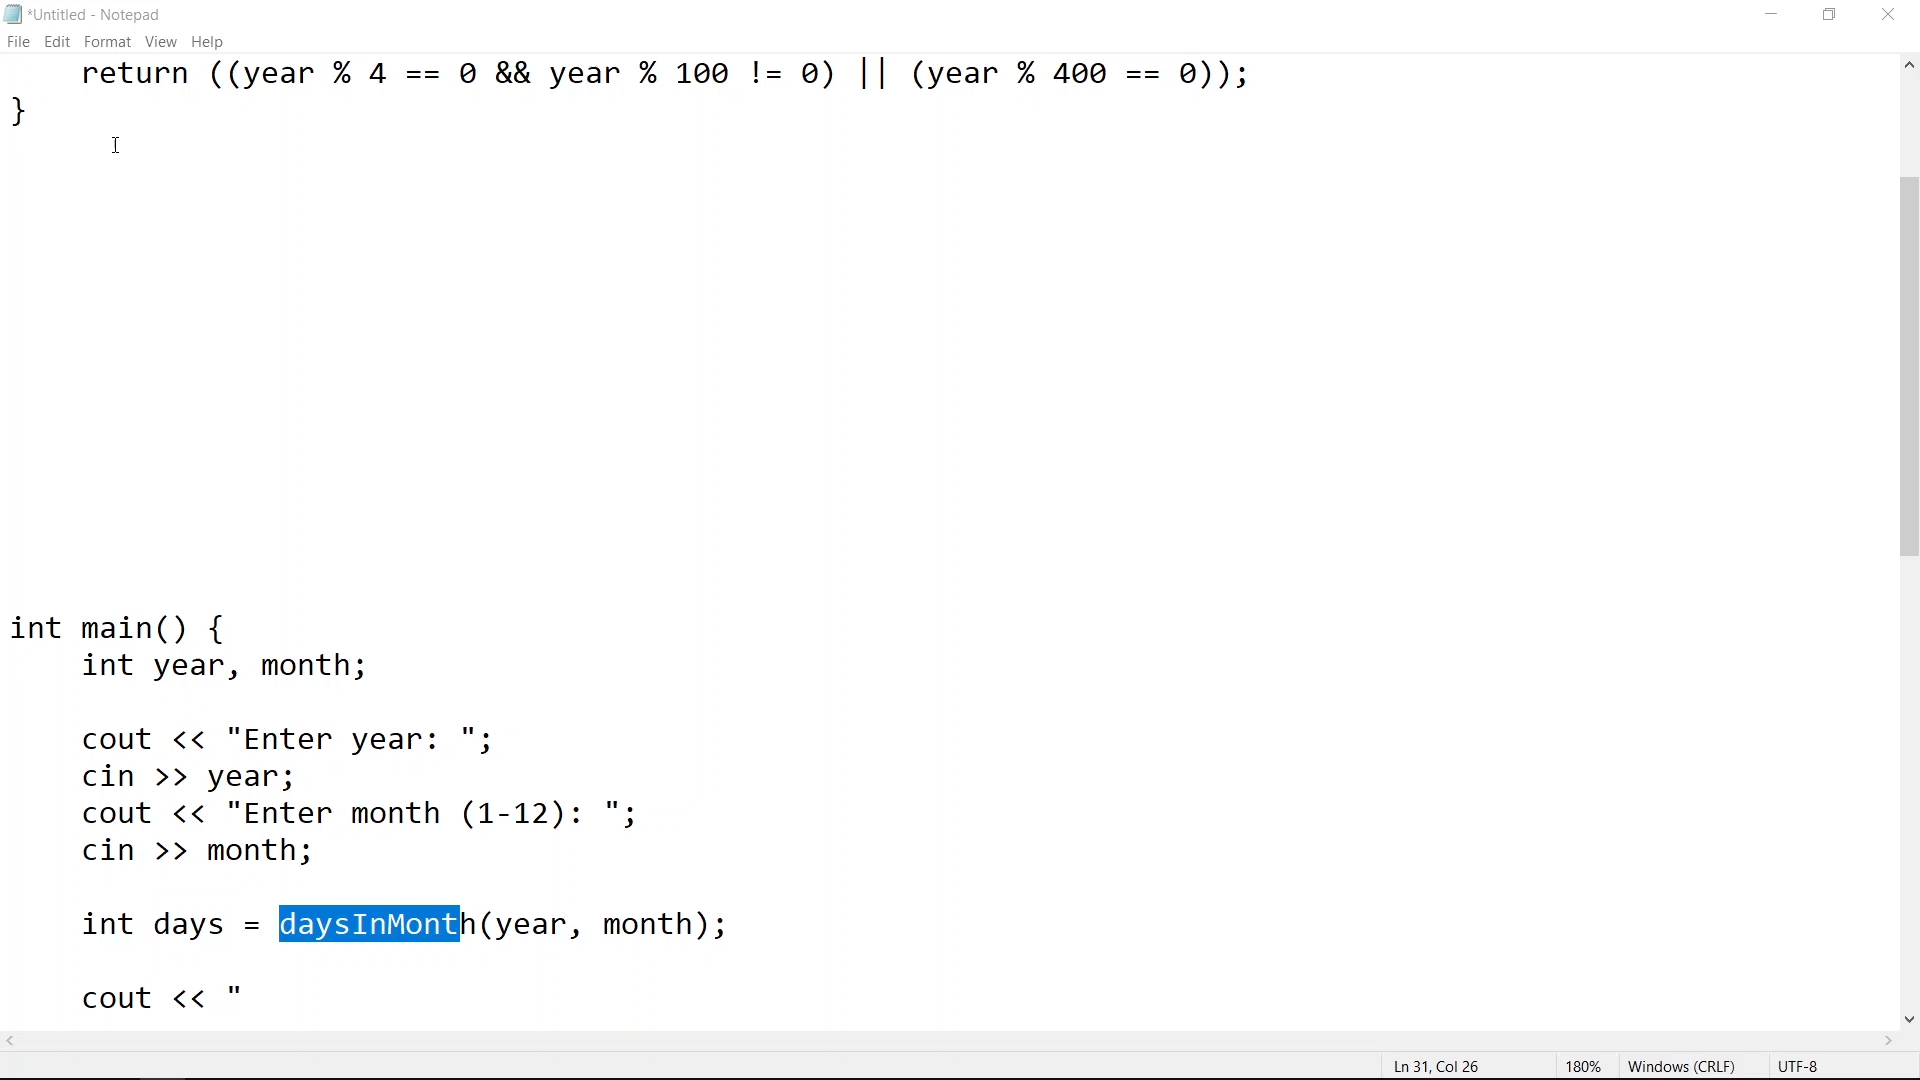 *Untitled - Notepad
File Edit Format View Help
return ((year % 4 == 0 && year % 100 != 0) || (year % 400 == 0));
}
int main() {
int year, month;
cout << "Enter year: ";
cin >> year;
cout << "Enter month (1-12): ";
cin >> month;
int days = daysInMonth(year, month);
cout << "
Ln 31, Col 26 180% Windows (CRLF) UTF-8